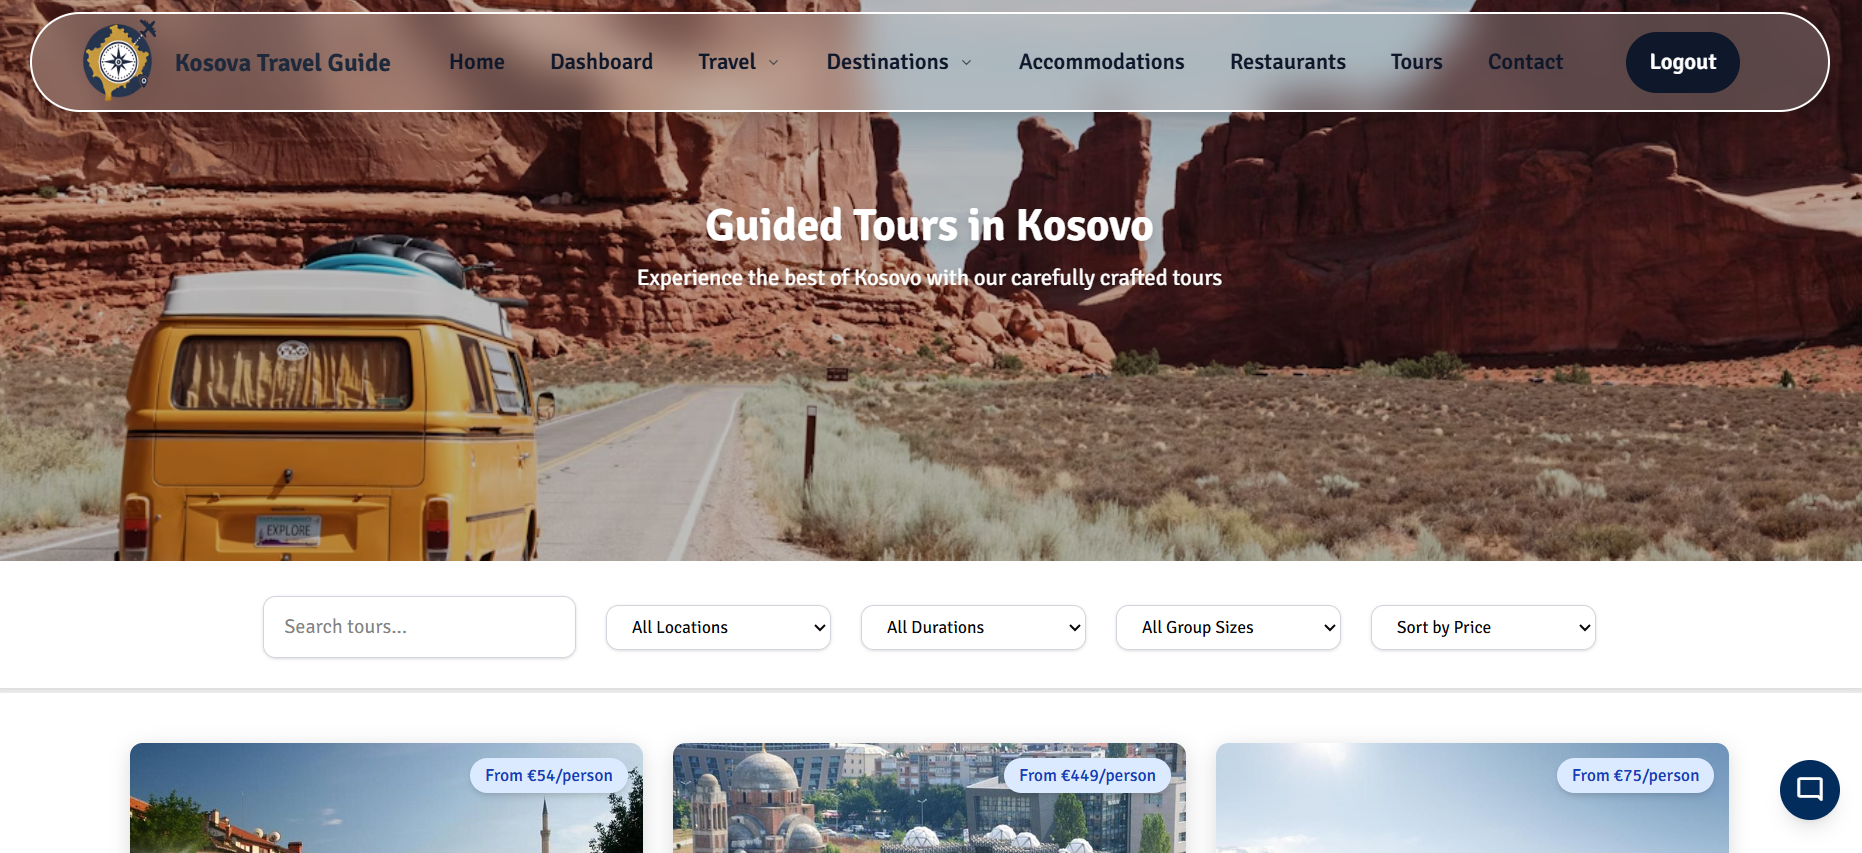 Kosova Travel Guide
Home
Dashboard
Travel
Destinations
Accommodations
Restaurants
Tours
Contact
Logout
Guided Tours in Kosovo
Experience the best of Kosovo with our carefully crafted tours
EXPLORE
Search tours...
All Locations
All Durations
All Group Sizes
Sort by Price
From €54/person
From €449/person
From €75/person